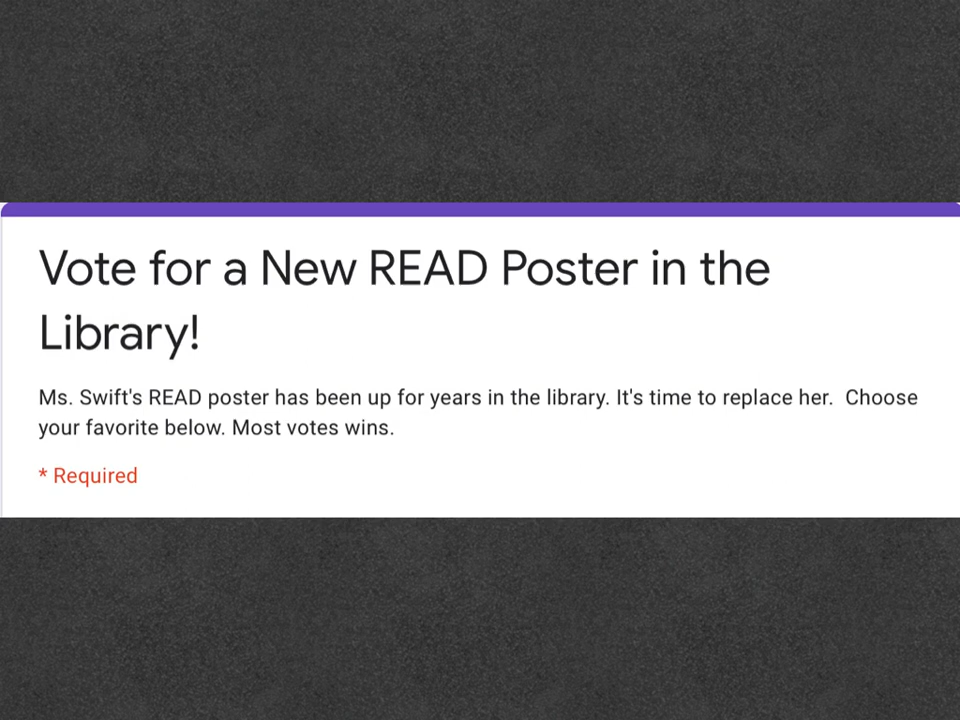 Vote for a New READ Poster in the
Library!
Ms. Swift's READ poster has been up for years in the library. It's time to replace her.  Choose
your favorite below. Most votes wins.
* Required